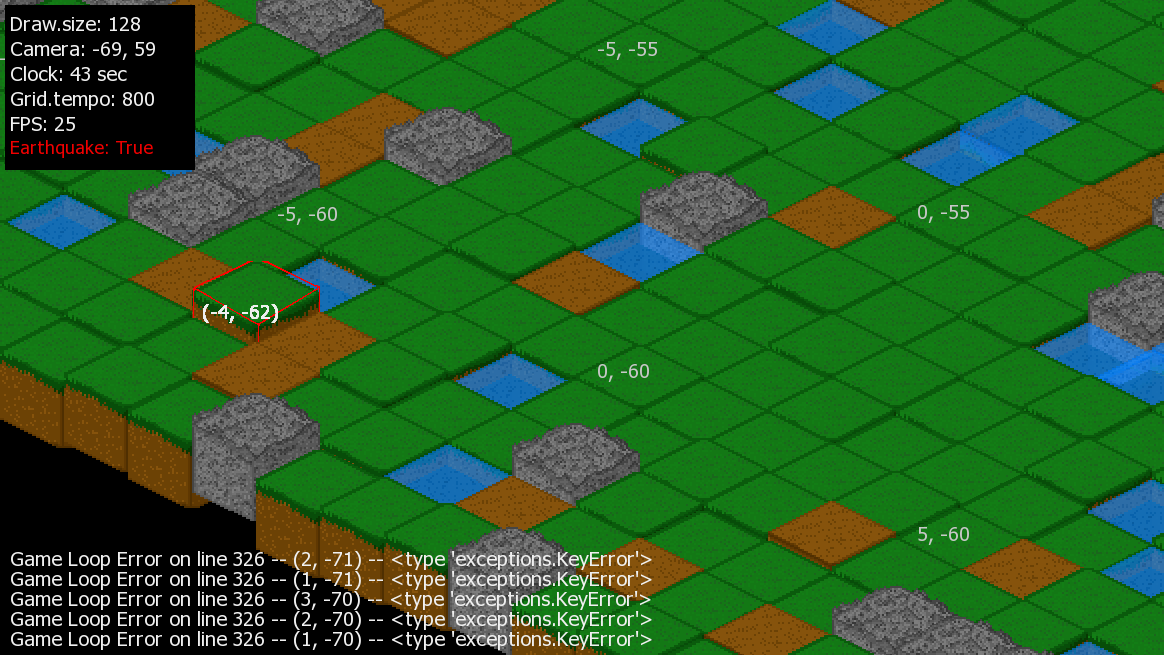 Draw.size: 128
Camera: -69, 59
Clock: 43 sec
Grid.tempo: 800
FPS: 25
Earthquake: True
-5, -55
-5, -60
0, -55
(-4, -62)
0, -60
5, -60
Game Loop Error on line 326 -- (2, -71) -- <type 'exceptions.KeyError'>
Game Loop Error on line 326 -- (1, -71) -- <type 'exceptions.KeyError'>
Game Loop Error on line 326 -- (3, -70) -- <type 'exceptions.KeyError'>
Game Loop Error on line 326 -- (2, -70) -- <type 'exceptions.KeyError'>
Game Loop Error on line 326 -- (1, -70) -- <type 'exceptions.KeyError'>